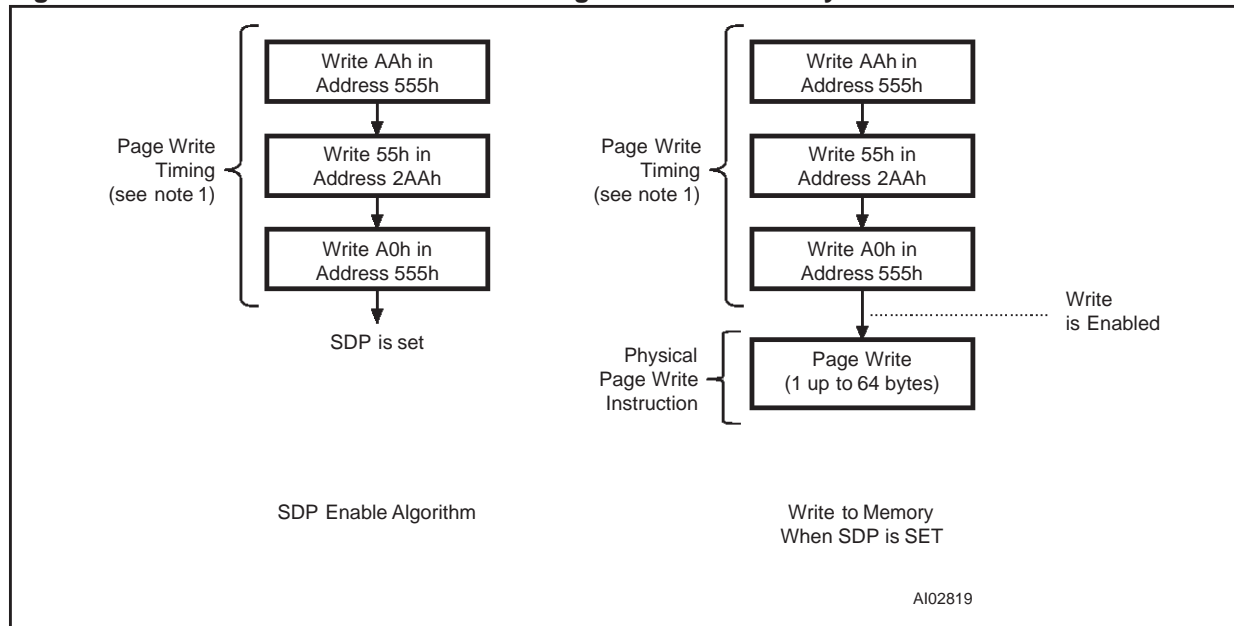 Write AAh in
Address 555h
Page Write
Timing
(see note 1)
Write 55h in
Address 2AAh
Write A0h in
Address 555h
SDP is set
SDP Enable Algorithm
Write AAh in
Address 555h
Page Write
Timing
(see note 1)
Write 55h in
Address 2AAh
Write A0h in
Address 555h
Write
is Enabled
Physical
Page Write
Instruction
Page Write
(1 up to 64 bytes)
Write to Memory
When SDP is SET
AI02819